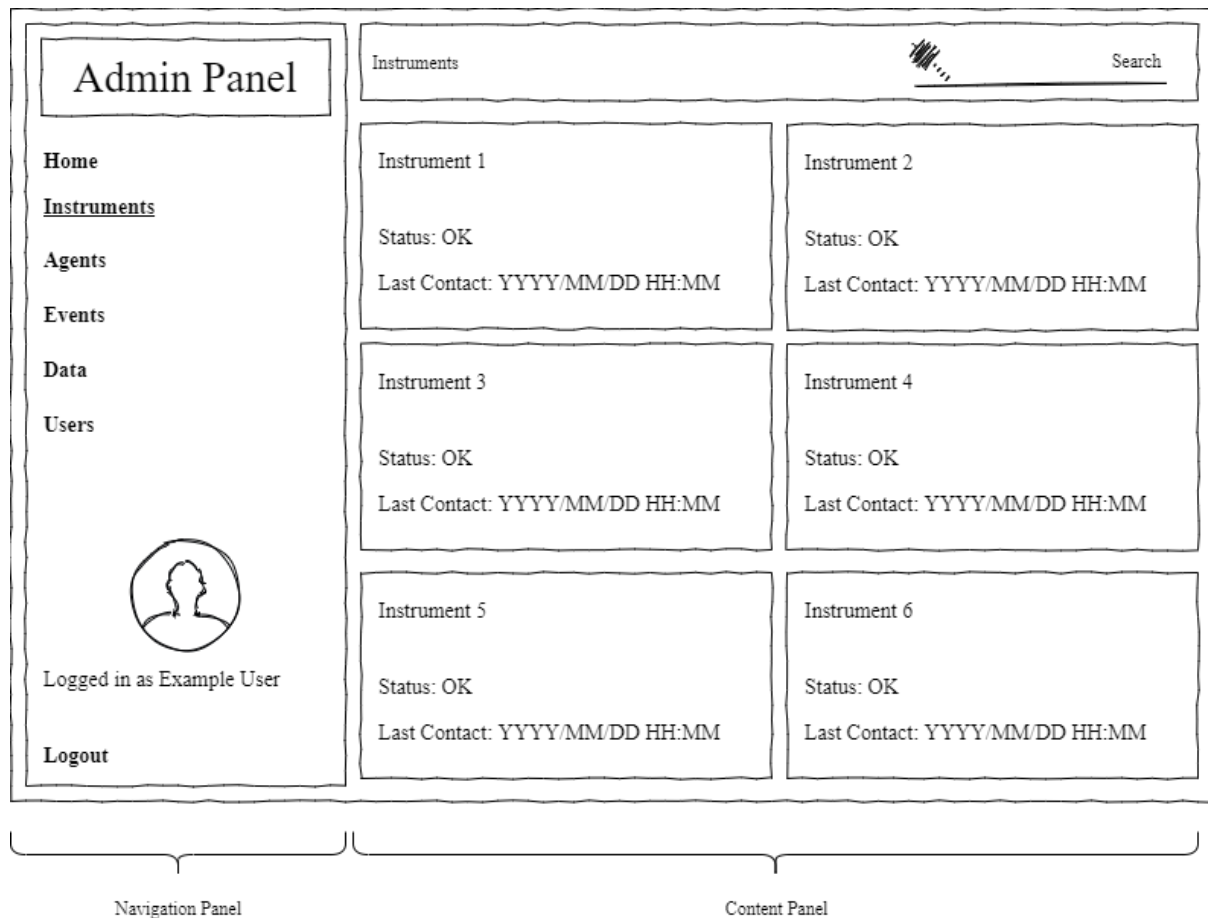 Admin Panel
Home
Instruments
Agents
Events
Data
Users
Logged in as Example User
Logout
Instruments
Search
Instrument 1
Status: OK
Last Contact: YYYY/MM/DD HH:MM
Instrument 2
Status: OK
Last Contact: YYYY/MM/DD HH:MM
Instrument 3
Status: OK
Last Contact: YYYY/MM/DD HH:MM
Instrument 4
Status: OK
Last Contact: YYYY/MM/DD HH:MM
Instrument 5
Status: OK
Last Contact: YYYY/MM/DD HH:MM
Instrument 6
Status: OK
Last Contact: YYYY/MM/DD HH:MM
Navigation Panel
Content Panel